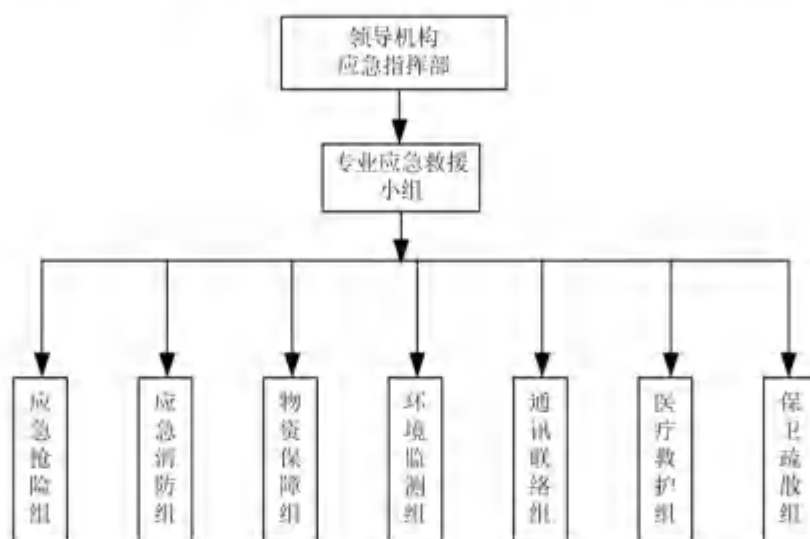 领导机构
应急指挥部
专业应急救援
小组
应急抢险组
应急消防组
物资保障组
环境监测组
通讯联络组
医疗救护组
保卫疏散组